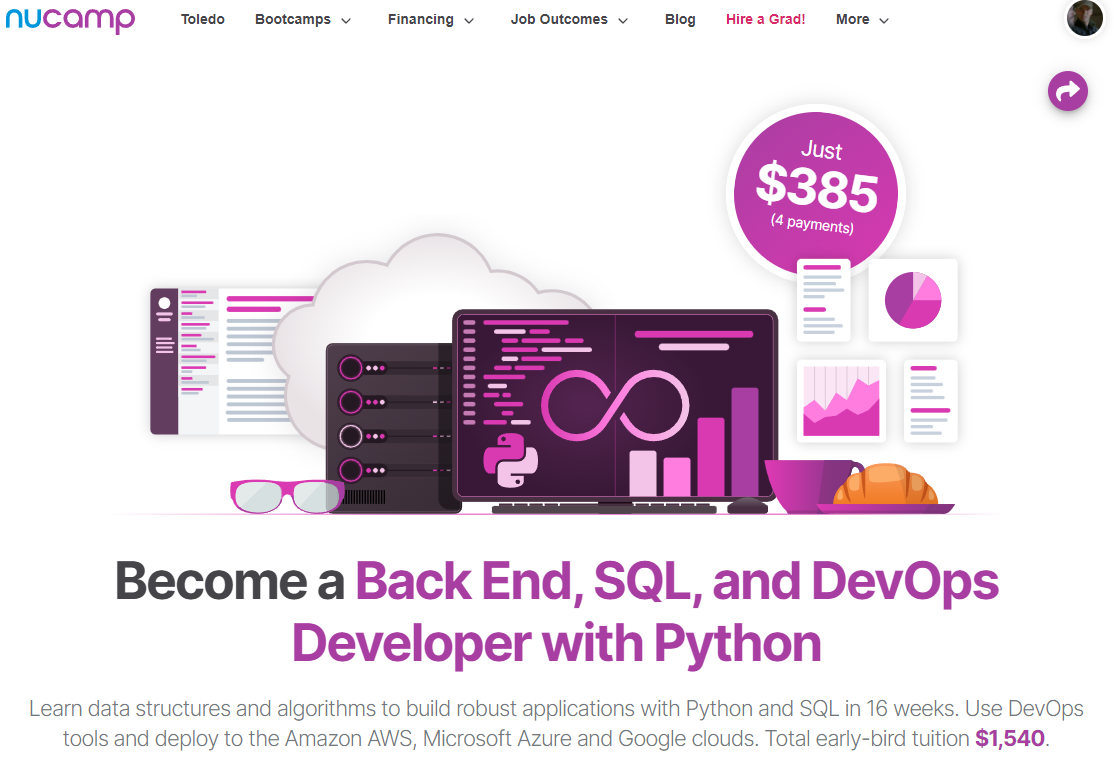 nucamp
Toledo Bootcamps Financing Job Outcomes Blog Hire a Grad! More
Just
$385
(4 payments)
Become a Back End, SQL, and DevOps
Developer with Python
Learn data structures and algorithms to build robust applications with Python and SQL in 16 weeks. Use DevOps
tools and deploy to the Amazon AWS, Microsoft Azure and Google clouds. Total early-bird tuition $1,540.